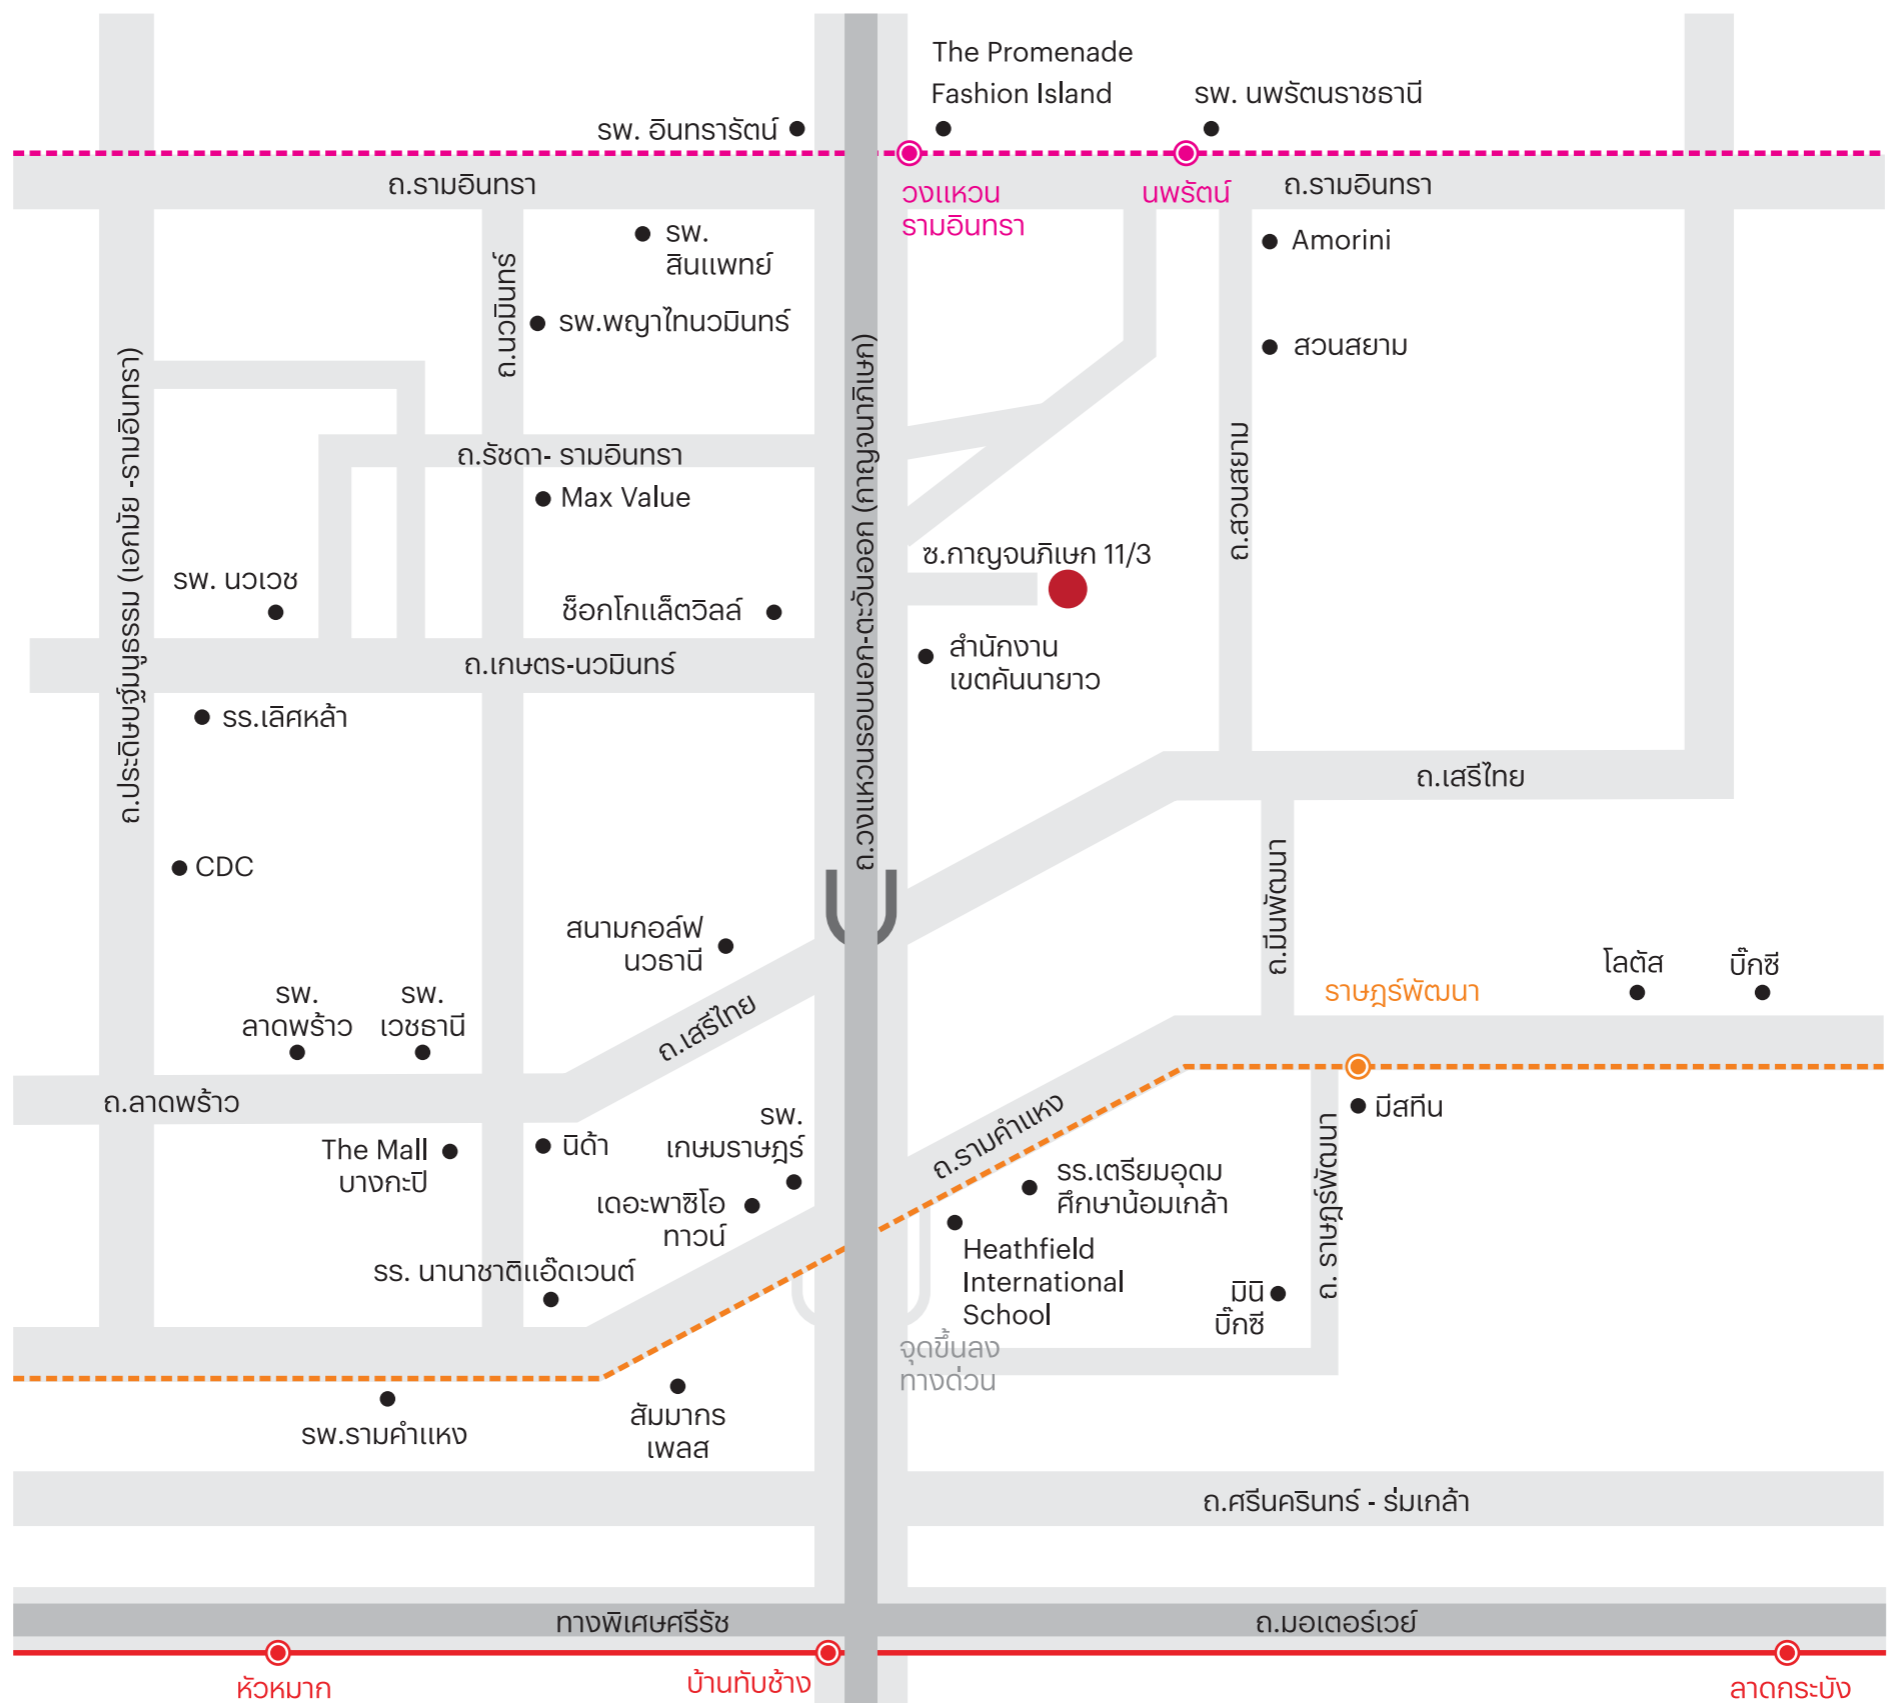 The Promenade
Fashion Island
รพ. นพรัตนราชธานี
รพ. อินทรารัตน์
ถ.รามอินทรา
วงแหวน
รามอินทรา
นพรัตน์
ถ.รามอินทรา
รพ.
สินแพทย์
Amorini
ถ.นวมินทร์
รพ.พญาไทนวมินทร์
สวนสยาม
ถ.ประดิษฐ์มนูธรรม (เลียบด่วน-รามอินทรา)
ถ.วงแหวนรอบนอก-ตะวันออก (กาญจนาภิเษก)
ถ.สวนสยาม
ถ.รัชดา- รามอินทรา
Max Value
ซ.กาญจนภิเษก 11/3
รพ. นวเวช
ช็อกโกแล็ตวิลล์
สำนักงาน
เขตคันนายาว
ถ.เกษตร-นวมินทร์
รร.เลิศหล้า
ถ.เสรีไทย
CDC
ถ.มีนพัฒนา
สนามกอล์ฟ
นวธานี
โลตัส
บิ๊กซี
ราษฎร์พัฒนา
รพ.
ลาดพร้าว
รพ.
เวชธานี
ถ.เสรีไทย
ถ.ลาดพร้าว
มีสทีน
รพ.
เกษมราษฎร์
ถ.รามคำแหง
The Mall
บางกะปิ
นิด้า
รร.เตรียมอุดม
ศึกษาน้อมเกล้า
ถ. ราษฎร์พัฒนา
เดอะพาซิโอ
ทาวน์
Heathfield
International
School
รร. นานาชาติแอ๊ดเวนต์
มินิ
บิ๊กซี
จุดขึ้นลง
ทางด่วน
รพ.รามคำแหง
สัมมากร
เพลส
ถ.ศรีนครินทร์ - ร่มเกล้า
ทางพิเศษศรีรัช
ถ.มอเตอร์เวย์
หัวหมาก
บ้านทับช้าง
ลาดกระบัง